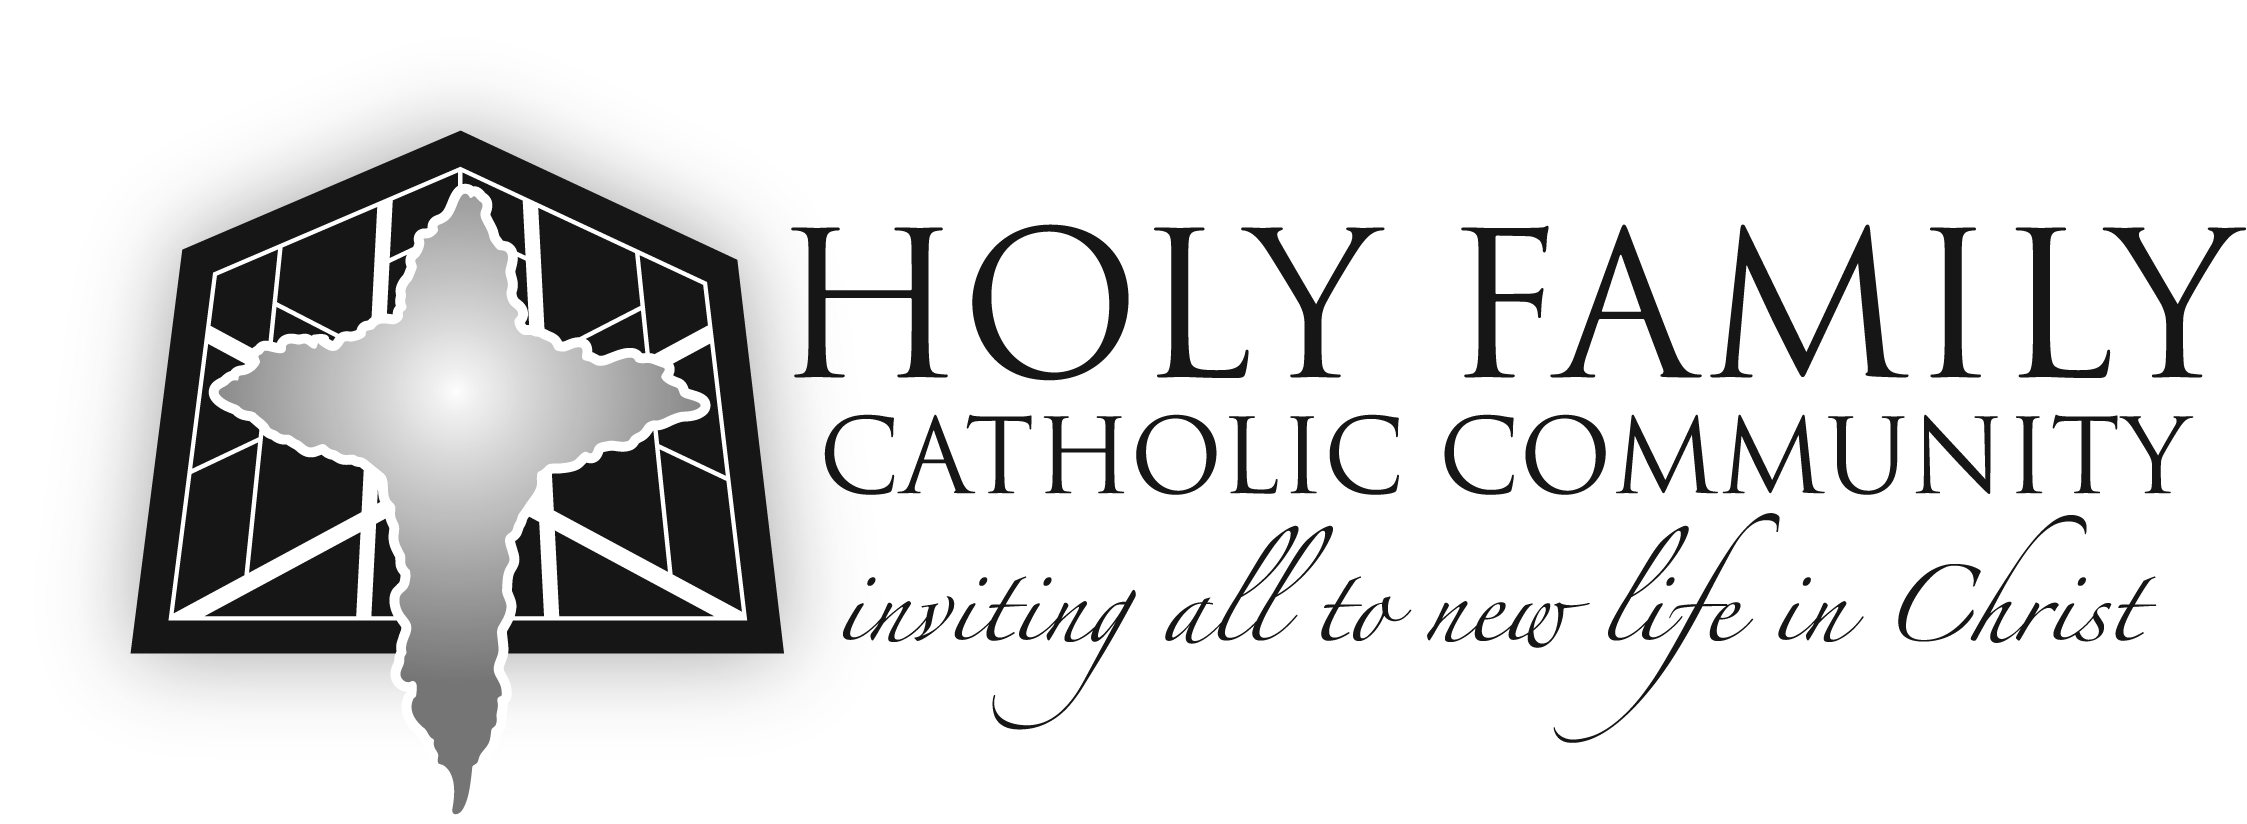 HOLY FAMILY
CATHOLIC COMMUNITY
inviting all to new life in Christ